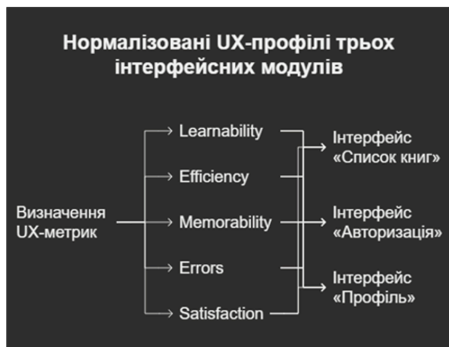 Нормалізовані UX-профілі трьох
інтерфейсних модулів
Визначення
UX-метрик
Learnability
Efficiency
Memorability
Errors
Satisfaction
Інтерфейс
«Список книг»
Інтерфейс
«Авторизація»
Інтерфейс
«Профіль»